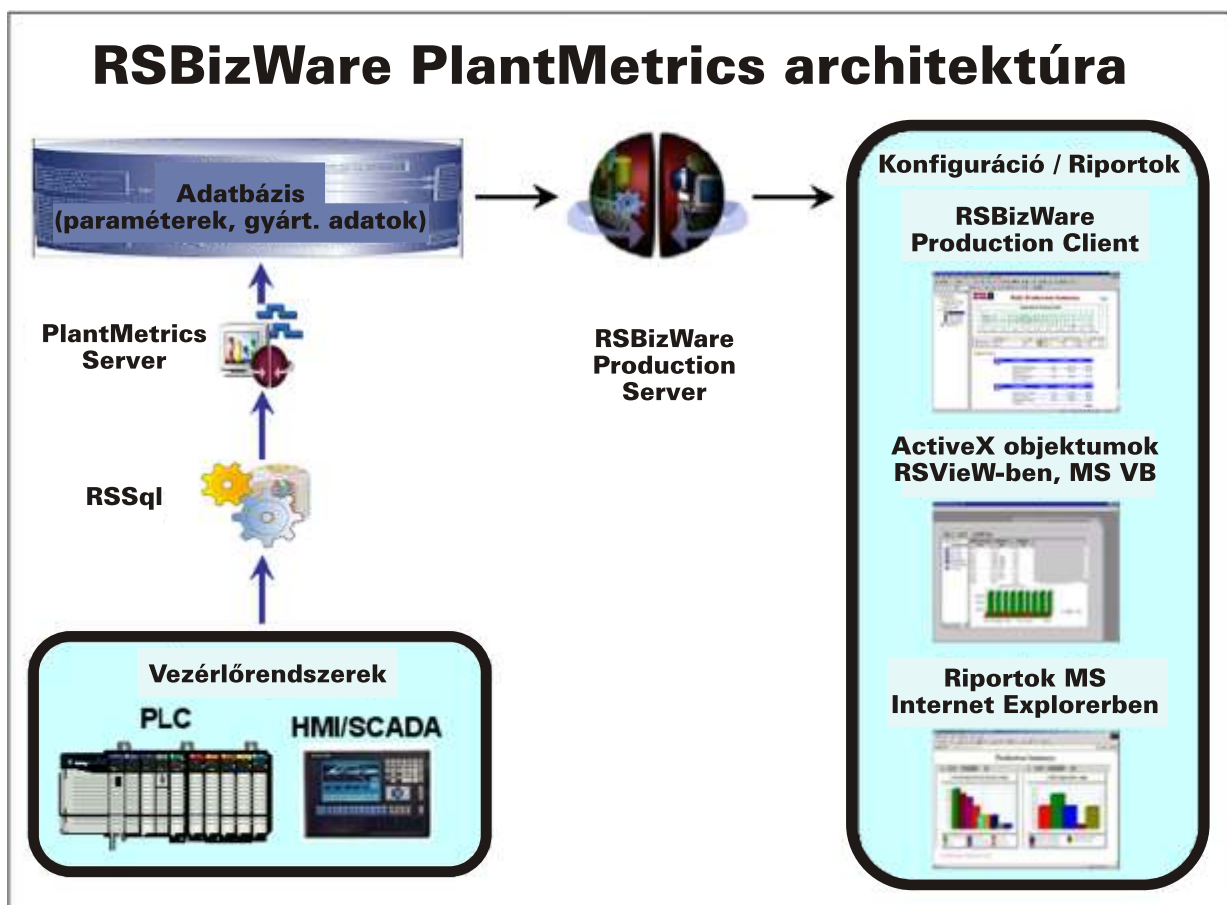 RSBizWare PlantMetrics architektúra
Adatbázis
(paraméterek, gyárt. adatok)
PlantMetrics
Server
RSSql
Vezérlőrendszerek
PLC
HMI/SCADA
RSBizWare
Production
Server
Konfiguráció / Riportok
RSBizWare
Production Client
ActiveX objektumok
RSVieW-ben, MS VB
Riportok MS
Internet Explorerben